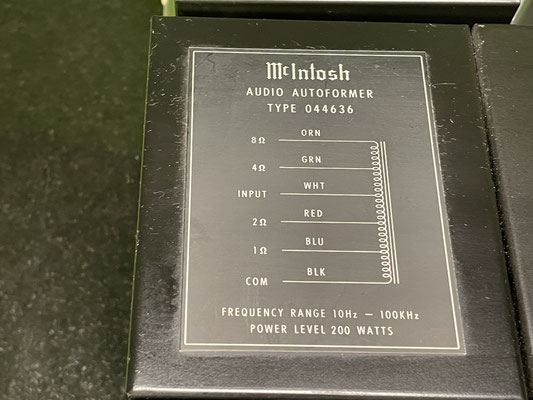 McIntosh
AUDIO AUTOFORMER
TYPE 044636
8Ω ORN
4Ω GRN
INPUT WHT
2Ω RED
1Ω BLU
COM BLK
FREQUENCY RANGE 10Hz – 100KHz
POWER LEVEL 200 WATTS